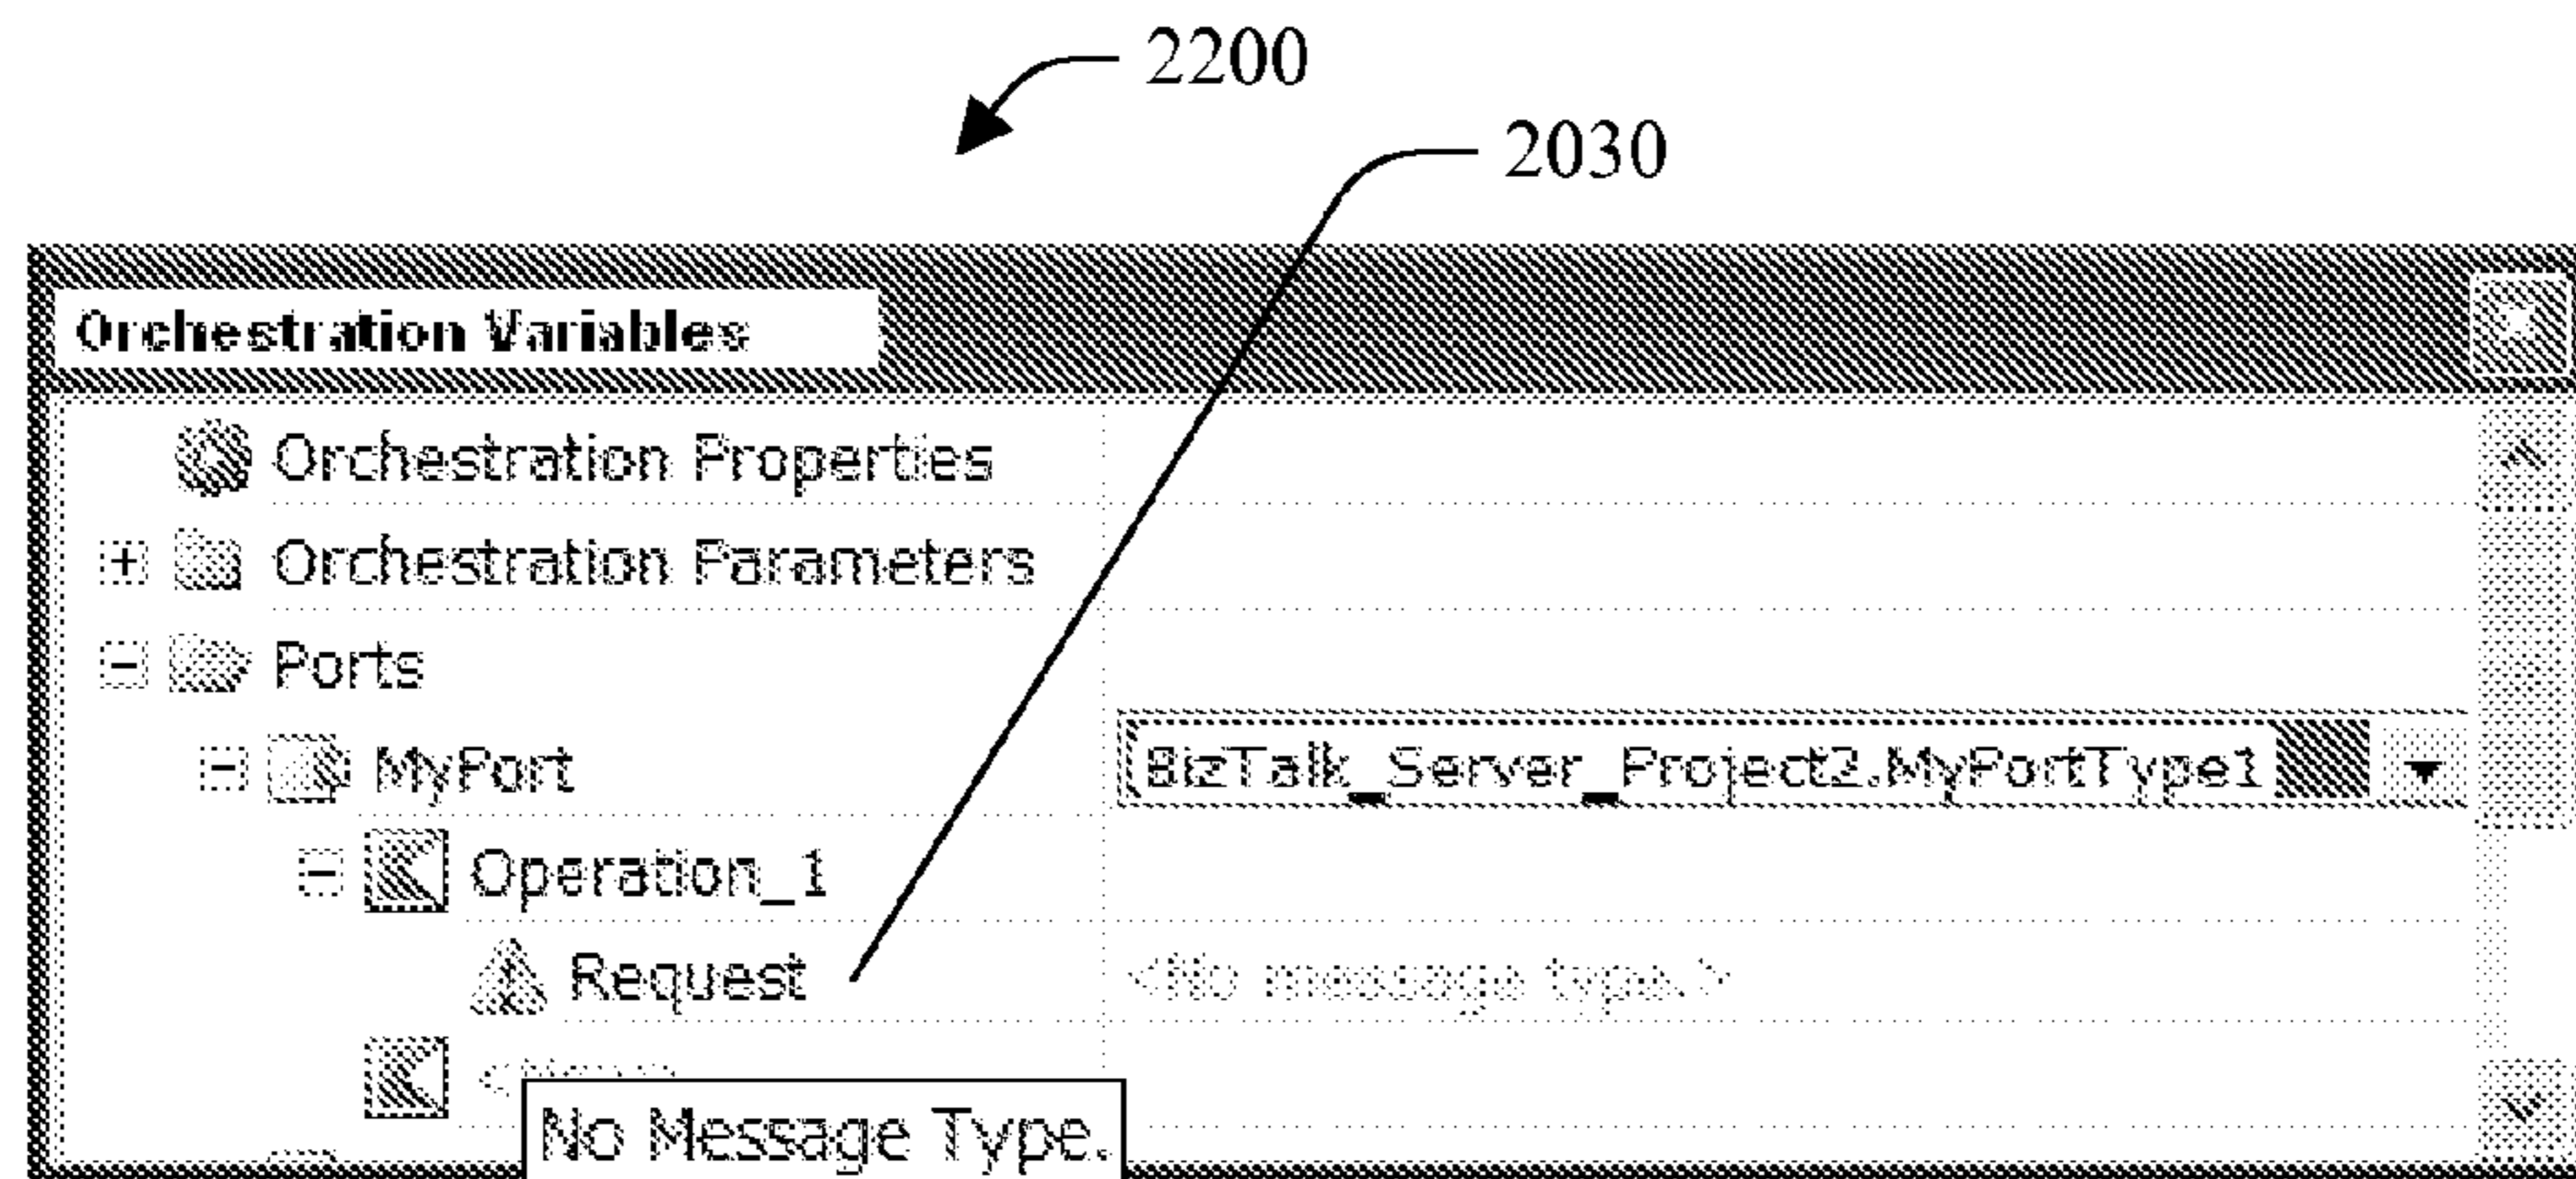 2200
2030
Orchestration Variables
Orchestration Properties
Orchestration Parameters
Ports
MyPort BizTalk_Server_Project2.MyPortType1
Operation_1
Request <No message type.>
No Message Type.